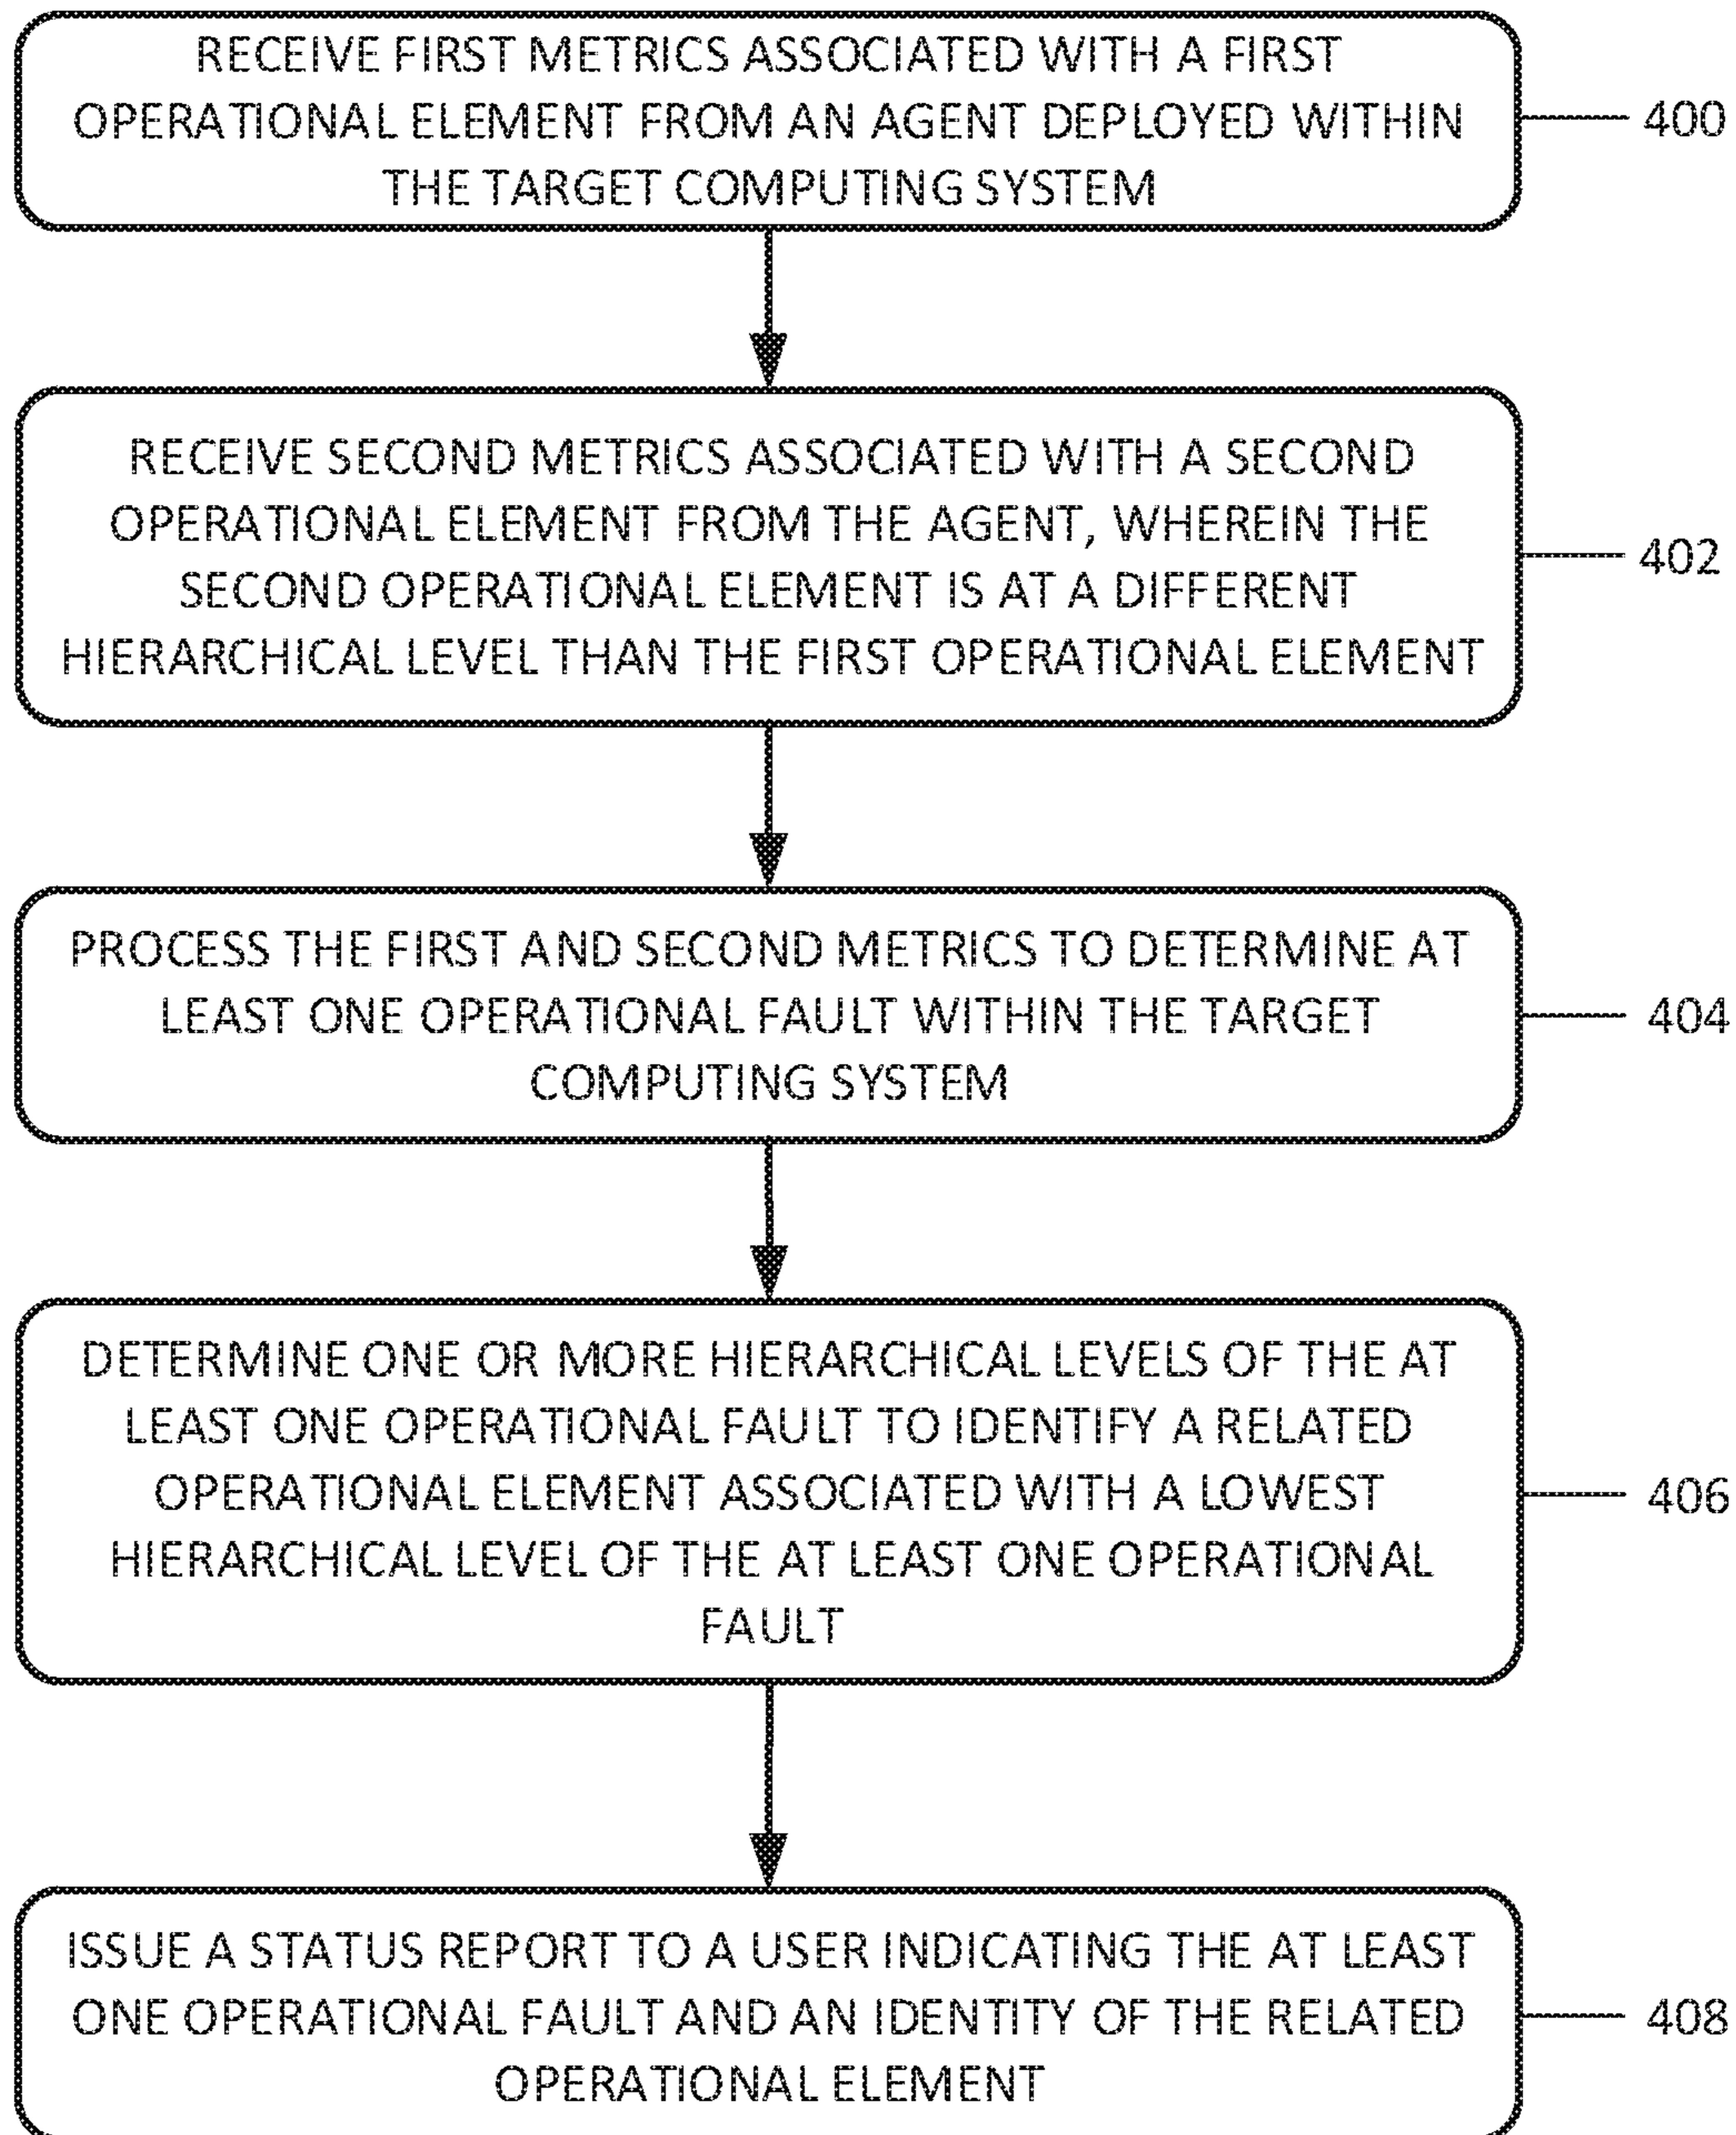 RECEIVE FIRST METRICS ASSOCIATED WITH A FIRST
OPERATIONAL ELEMENT FROM AN AGENT DEPLOYED WITHIN
THE TARGET COMPUTING SYSTEM
400
RECEIVE SECOND METRICS ASSOCIATED WITH A SECOND
OPERATIONAL ELEMENT FROM THE AGENT, WHEREIN THE
SECOND OPERATIONAL ELEMENT IS AT A DIFFERENT
HIERARCHICAL LEVEL THAN THE FIRST OPERATIONAL ELEMENT
402
PROCESS THE FIRST AND SECOND METRICS TO DETERMINE AT
LEAST ONE OPERATIONAL FAULT WITHIN THE TARGET
COMPUTING SYSTEM
404
DETERMINE ONE OR MORE HIERARCHICAL LEVELS OF THE AT
LEAST ONE OPERATIONAL FAULT TO IDENTIFY A RELATED
OPERATIONAL ELEMENT ASSOCIATED WITH A LOWEST
HIERARCHICAL LEVEL OF THE AT LEAST ONE OPERATIONAL
FAULT
406
ISSUE A STATUS REPORT TO A USER INDICATING THE AT LEAST
ONE OPERATIONAL FAULT AND AN IDENTITY OF THE RELATED
OPERATIONAL ELEMENT
408